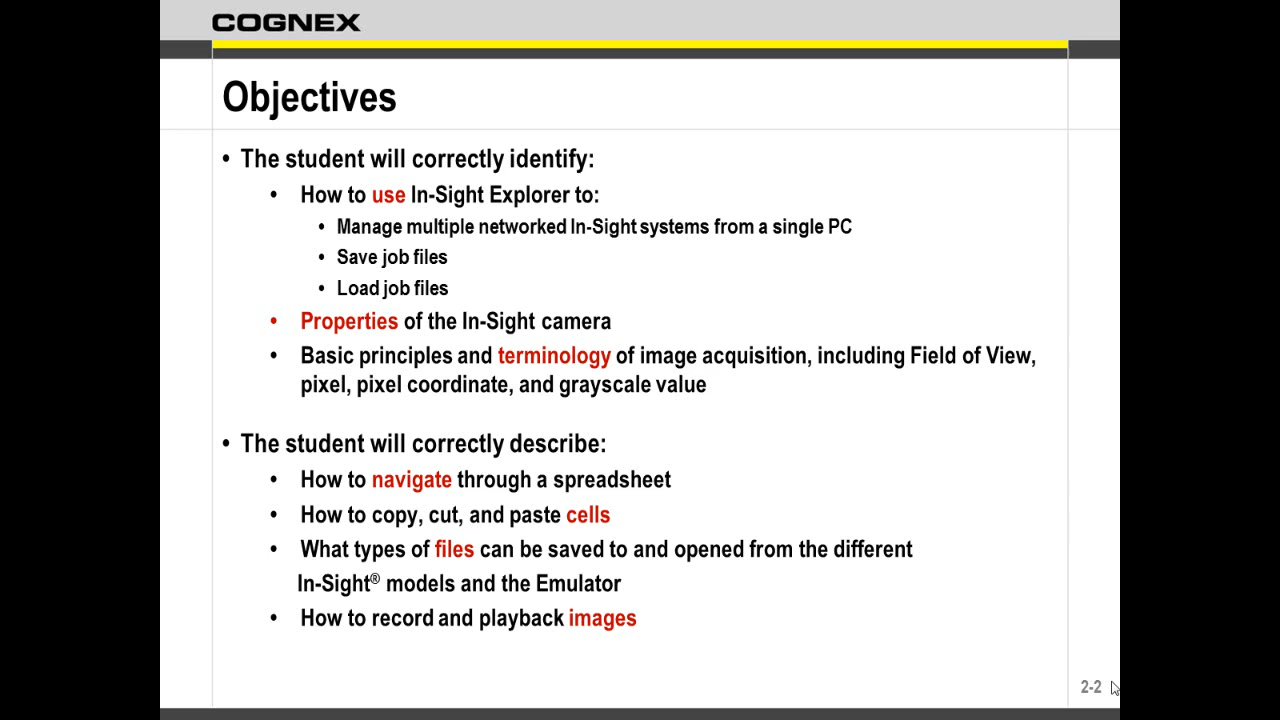 COGNEX
Objectives
• The student will correctly identify:
• How to use In-Sight Explorer to:
• Manage multiple networked In-Sight systems from a single PC
• Save job files
• Load job files
• Properties of the In-Sight camera
• Basic principles and terminology of image acquisition, including Field of View,
pixel, pixel coordinate, and grayscale value
• The student will correctly describe:
• How to navigate through a spreadsheet
• How to copy, cut, and paste cells
• What types of files can be saved to and opened from the different
In-Sight® models and the Emulator
• How to record and playback images
2-2